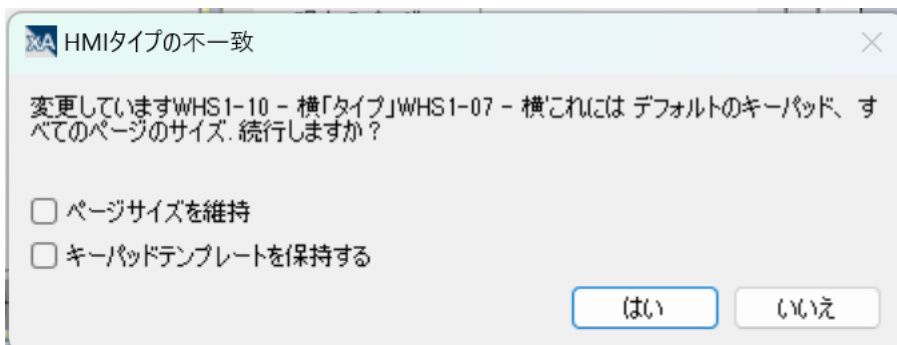 HMIタイプの不一致
変更していますWHS1-10 - 横「タイプ」WHS1-07 - 横'これには デフォルトのキーパッド、す
べてのページのサイズ. 続行しますか？
ページサイズを維持
キーパッドテンプレートを保持する
はい
いいえ